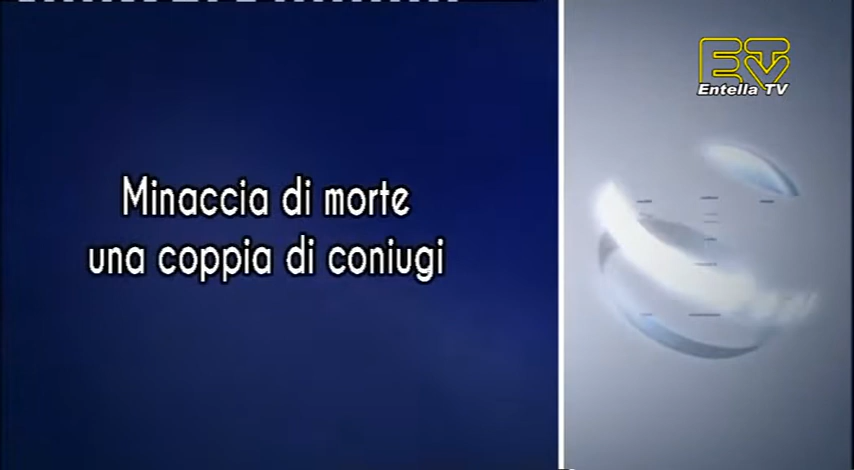 ETV
Entella TV
Minaccia di morte
una coppia di coniugi